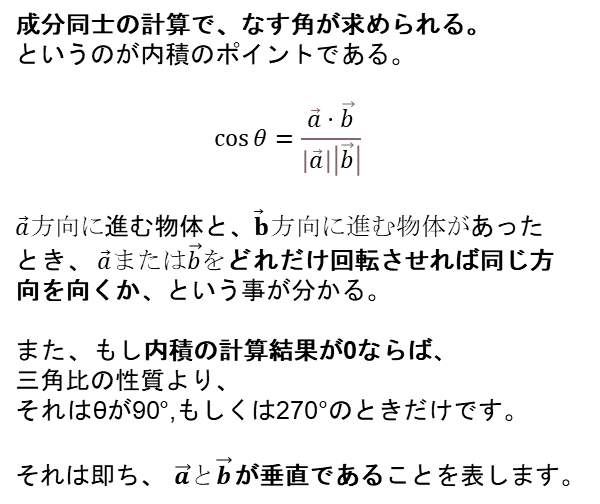 成分同士の計算で、なす角が求められる。
というのが内積のポイントである。
cos θ = \frac{\vec{a} · \vec{b}}{|\vec{a}||\vec{b}|}
\vec{a}方向に進む物体と、\vec{b}方向に進む物体があった
とき、\vec{a}または\vec{b}をどれだけ回転させれば同じ方
向を向くか、という事が分かる。
また、もし内積の計算結果が0ならば、
三角比の性質より、
それはθが90°,もしくは270°のときだけです。
それは即ち、\vec{a}と\vec{b}が垂直であることを表します。